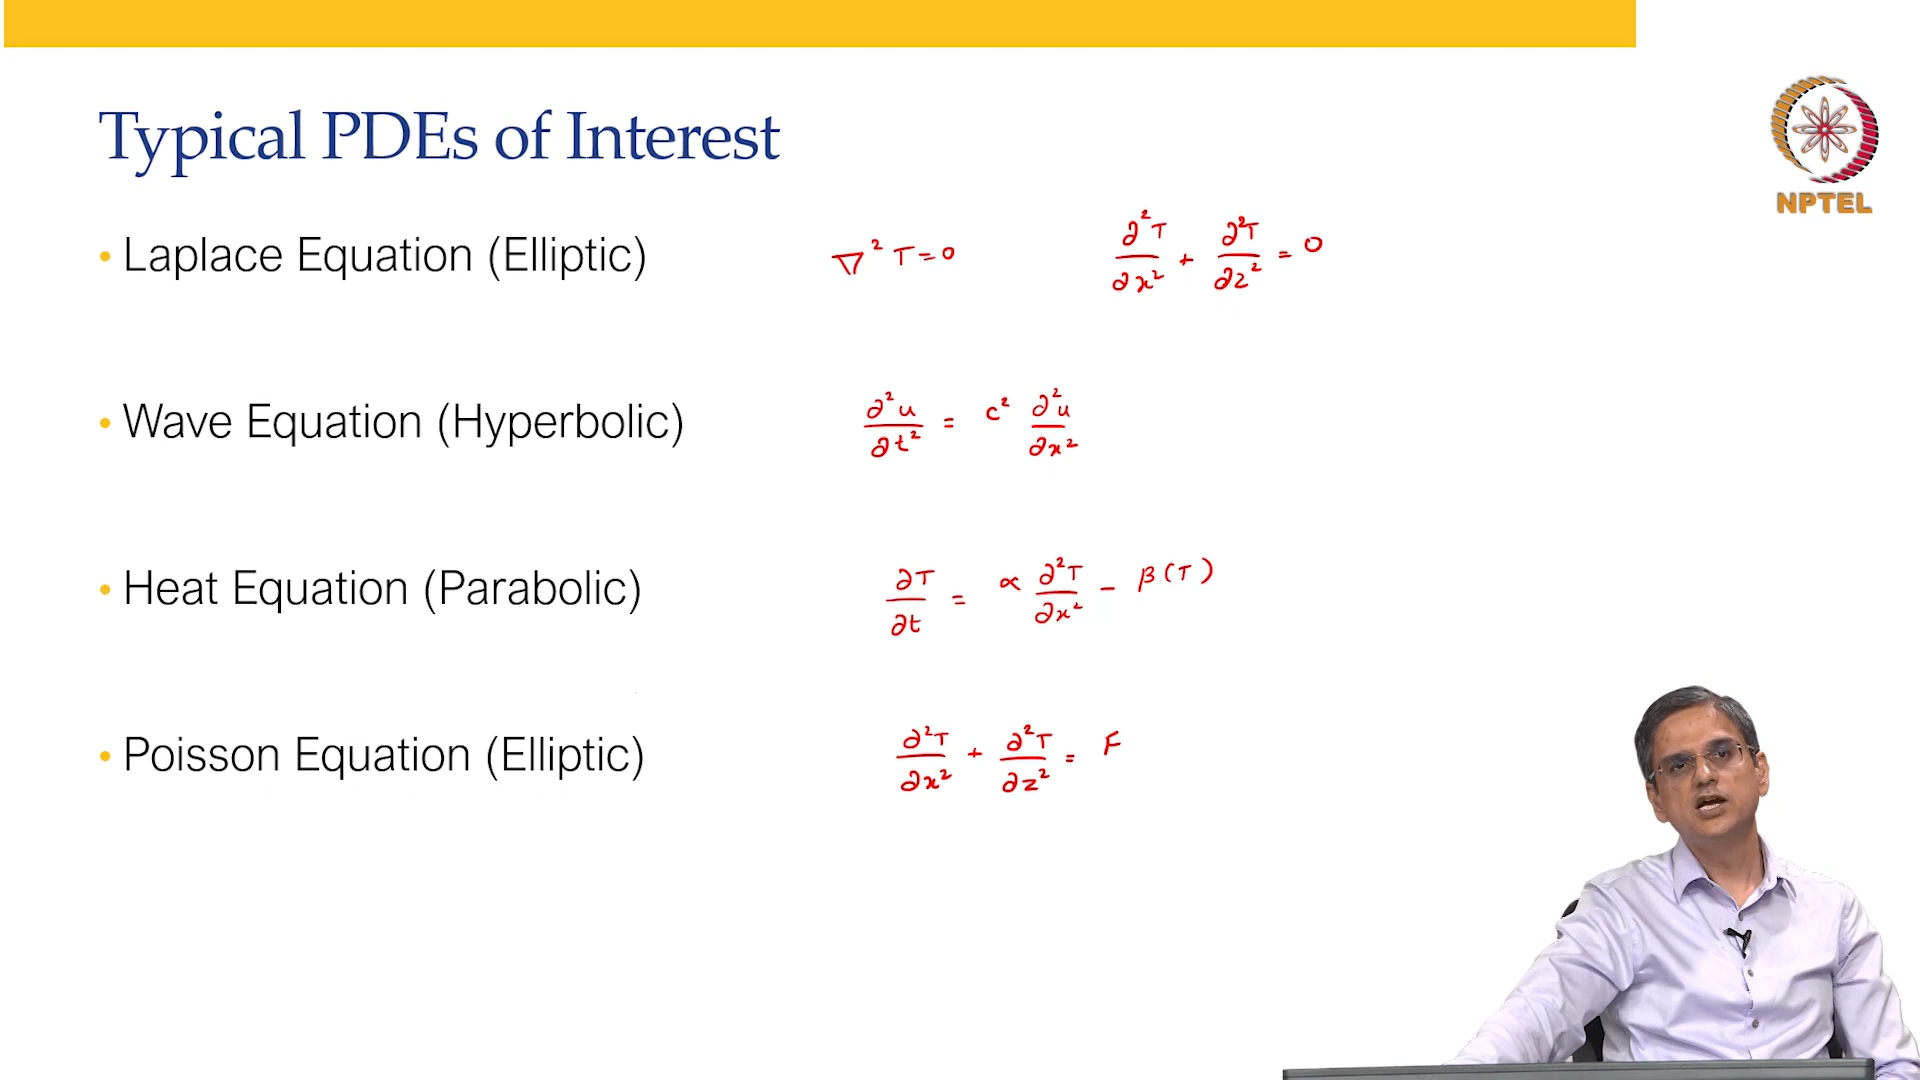 Typical PDEs of Interest
NPTEL
• Laplace Equation (Elliptic) ∇² T = 0 ∂²T/∂x² + ∂²T/∂z² = 0
• Wave Equation (Hyperbolic) ∂²u/∂t² = c² ∂²u/∂x²
• Heat Equation (Parabolic) ∂T/∂t = α ∂²T/∂x² - β(T)
• Poisson Equation (Elliptic) ∂²T/∂x² + ∂²T/∂z² = F